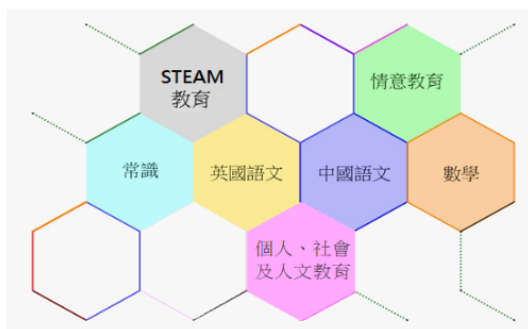 STEAM
教育
情意教育
常識
英國語文
中國語文
數學
個人、社會
及人文教育